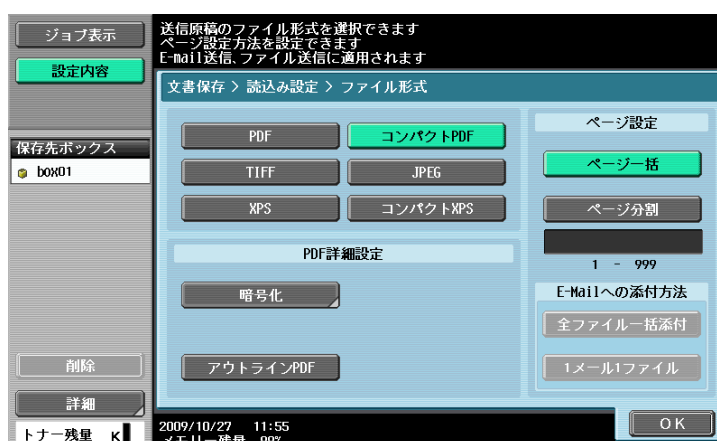 ジョブ表示
設定内容
送信原稿のファイル形式を選択できます
ページ設定方法を設定できます
E-mail送信、ファイル送信に適用されます
文書保存 > 読込み設定 > ファイル形式
保存先ボックス
box01
PDF
コンパクトPDF
TIFF
JPEG
XPS
コンパクトXPS
PDF詳細設定
暗号化
アウトラインPDF
ページ設定
ページ一括
ページ分割
1 - 999
E-Mailへの添付方法
全ファイル一括添付
1メール1ファイル
削除
詳細
トナー残量 K
2009/10/27 11:55
メモリー残量 99%
OK